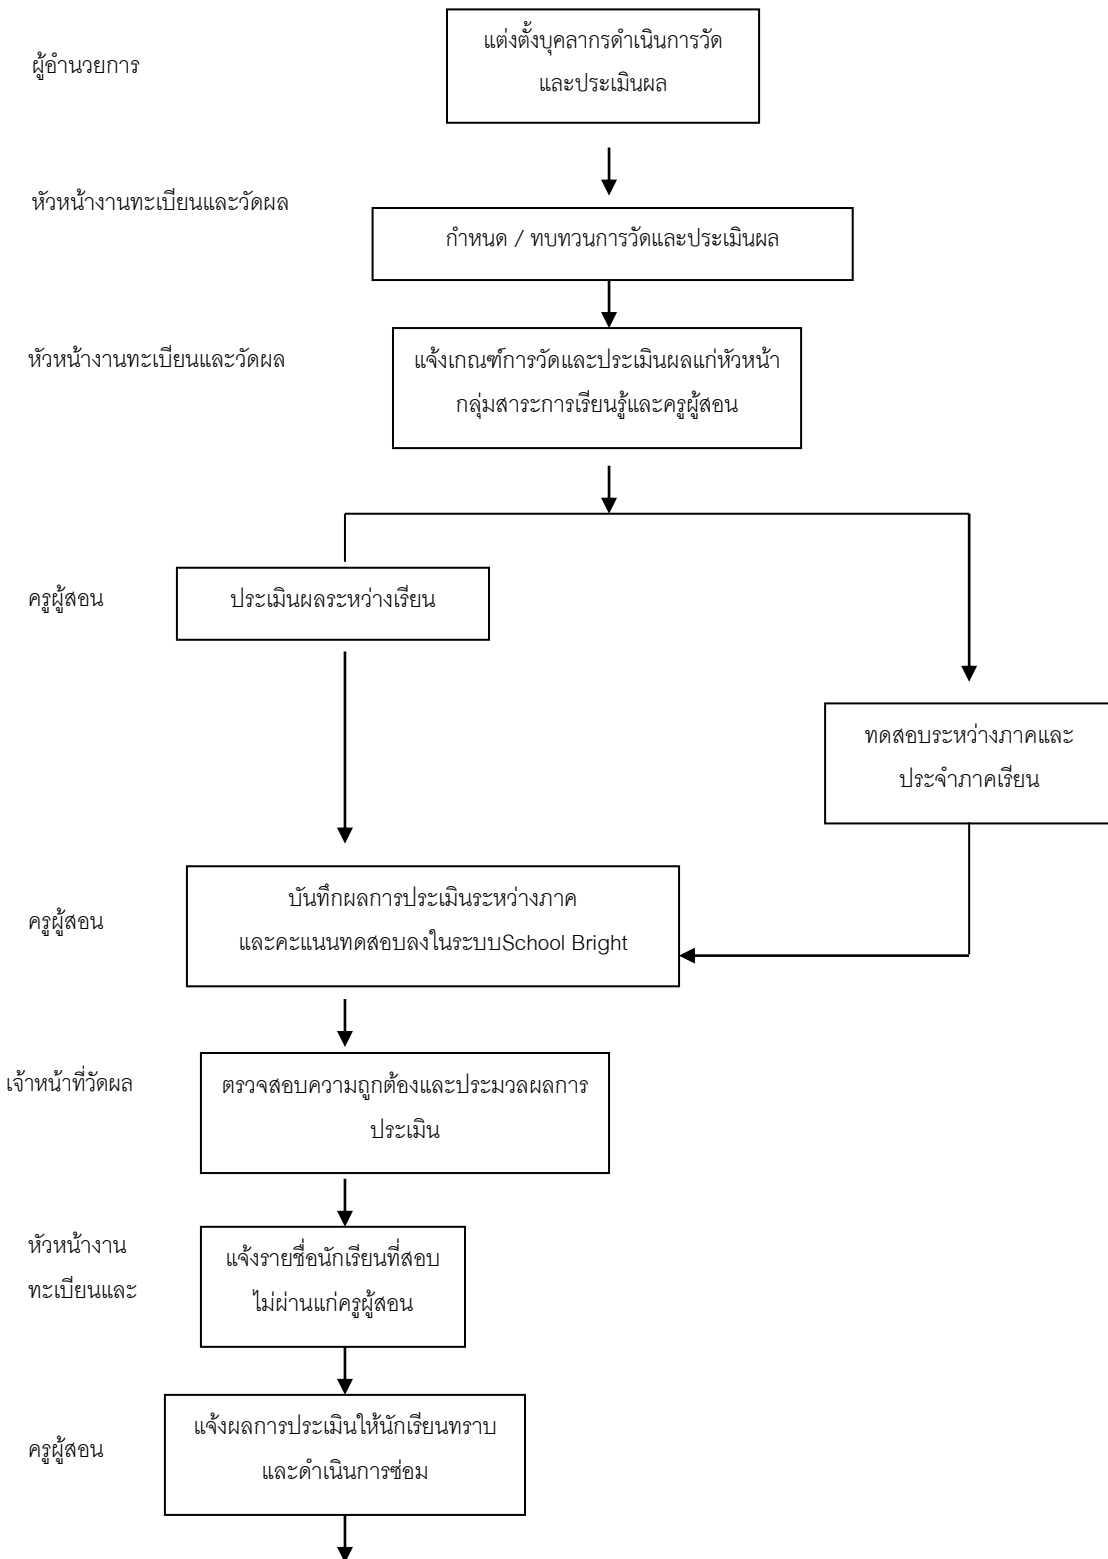 แต่งตั้งบุคลากรดำเนินการวัด
และประเมินผล
ผู้อำนวยการ
หัวหน้างานทะเบียนและวัดผล
กำหนด / ทบทวนการวัดและประเมินผล
หัวหน้างานทะเบียนและวัดผล
แจ้งเกณฑ์การวัดและประเมินผลแก่หัวหน้า
กลุ่มสาระการเรียนรู้และครูผู้สอน
ครูผู้สอน
ประเมินผลระหว่างเรียน
ทดสอบระหว่างภาคและ
ประจำภาคเรียน
ครูผู้สอน
บันทึกผลการประเมินระหว่างภาค
และคะแนนทดสอบลงในระบบSchool Bright
เจ้าหน้าที่วัดผล
ตรวจสอบความถูกต้องและประมวลผลการ
ประเมิน
หัวหน้างาน
ทะเบียนและ
แจ้งรายชื่อนักเรียนที่สอบ
ไม่ผ่านแก่ครูผู้สอน
ครูผู้สอน
แจ้งผลการประเมินให้นักเรียนทราบ
และดำเนินการซ่อม